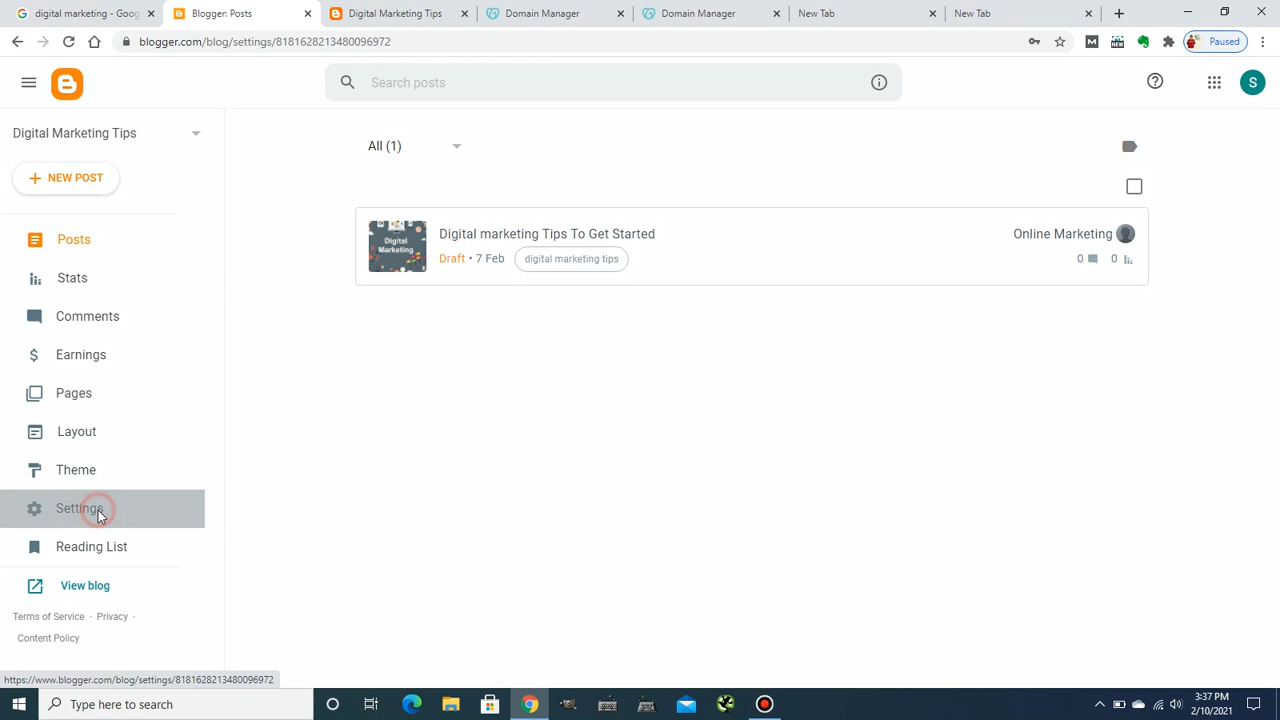 digital marketing - Goog
Blogger: Posts
Digital Marketing Tips
Domain Manager
Domain Manager
New Tab
New Tab
blogger.com/blog/settings/8181628213480096972
Paused
Search posts
S
Digital Marketing Tips
All (1)
NEW POST
Posts
Digital marketing Tips To Get Started
Online Marketing
Draft • 7 Feb
digital marketing tips
0
0
Digital
Marketing
Stats
Comments
Earnings
Pages
Layout
Theme
Settings
Reading List
View blog
Terms of Service · Privacy ·
Content Policy
https://www.blogger.com/blog/settings/8181628213480096972
Type here to search
3:37 PM
2/10/2021